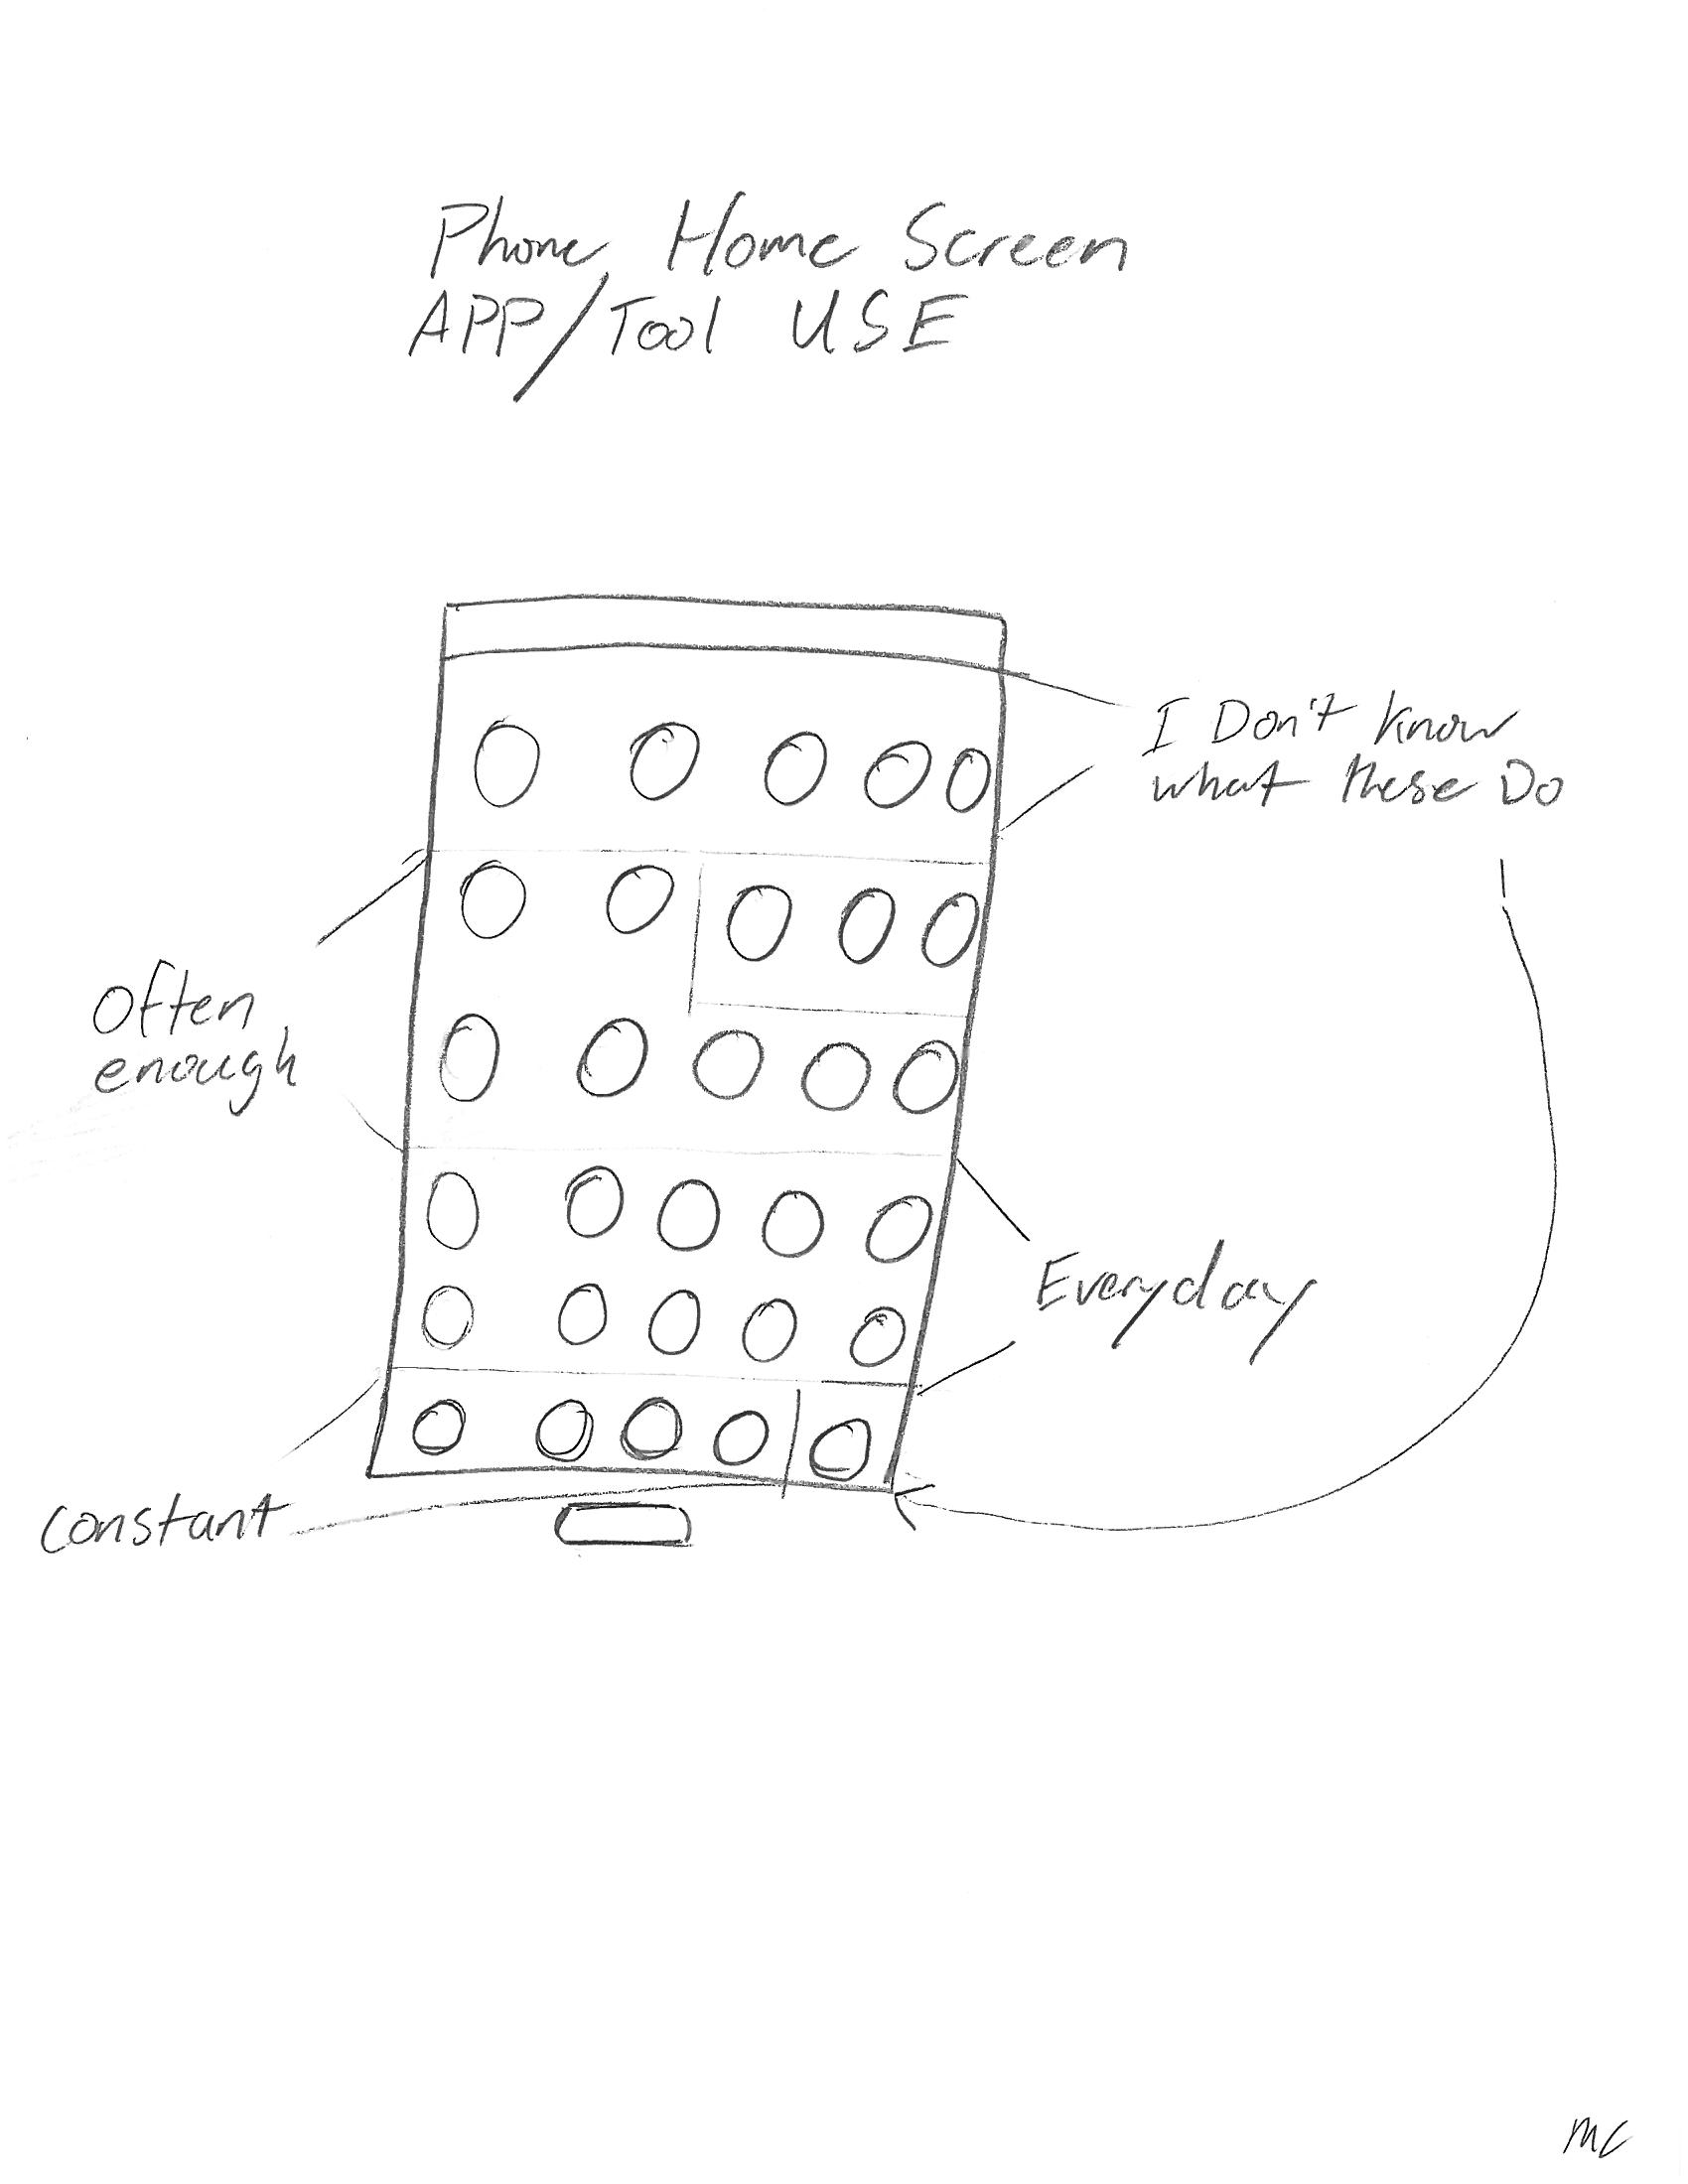 Phone Home Screen
APP/Tool USE
I Don't know
what these Do
Often
enough
Everyday
Constant
MC